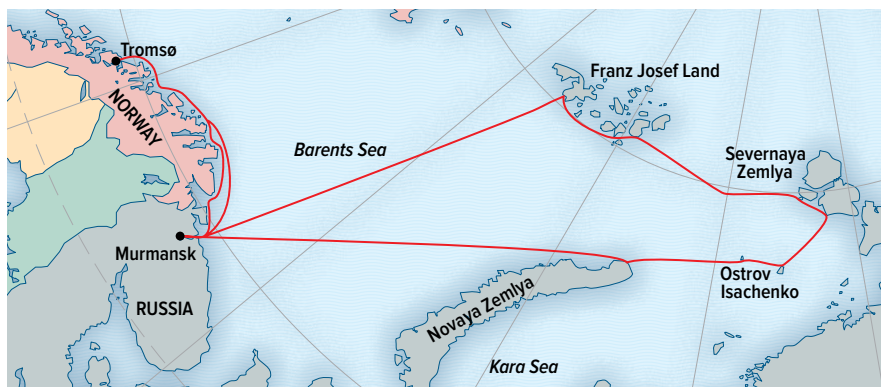 Tromsø
NORWAY
Barents Sea
Franz Josef Land
Severnaya
Zemlya
Murmansk
RUSSIA
Novaya Zemlya
Ostrov
Isachenko
Kara Sea